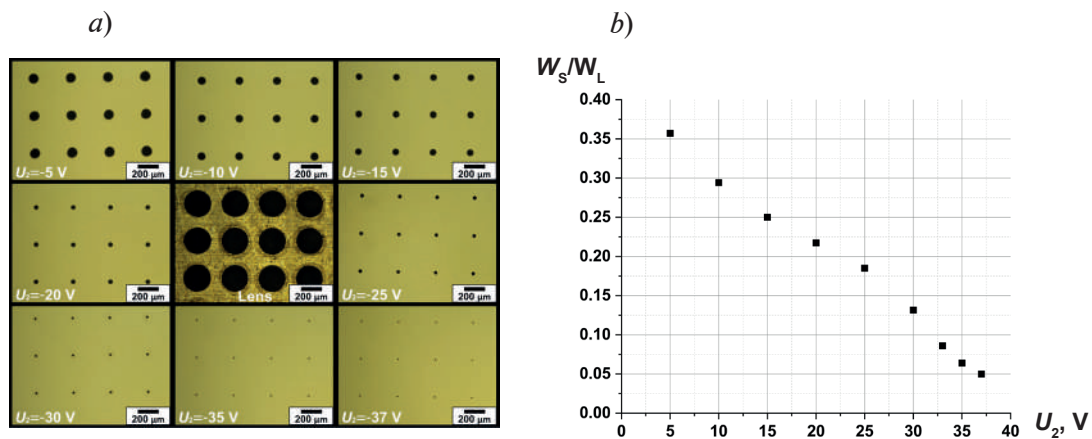 a)
U₂=-5 V
200 μm
U₂=-10 V
200 μm
U₂=-15 V
200 μm
U₂=-20 V
200 μm
Lens
200 μm
U₂=-25 V
200 μm
U₂=-30 V
200 μm
U₂=-35 V
200 μm
U₂=-37 V
200 μm
b)
W_S/W_L
0.40
0.35
0.30
0.25
0.20
0.15
0.10
0.05
0.00
0 5 10 15 20 25 30 35 40
U₂, V